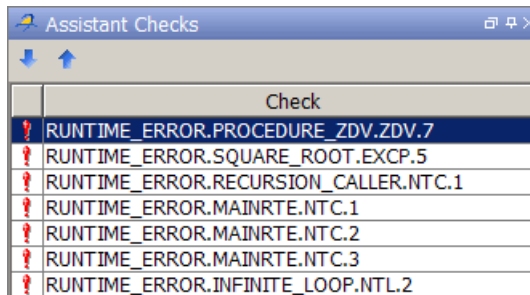 Assistant Checks
Check
RUNTIME_ERROR.PROCEDURE_ZDV.ZDV.7
RUNTIME_ERROR.SQUARE_ROOT.EXCP.5
RUNTIME_ERROR.RECURSION_CALLER.NTC.1
RUNTIME_ERROR.MAINRTE.NTC.1
RUNTIME_ERROR.MAINRTE.NTC.2
RUNTIME_ERROR.MAINRTE.NTC.3
RUNTIME_ERROR.INFINITE_LOOP.NTL.2